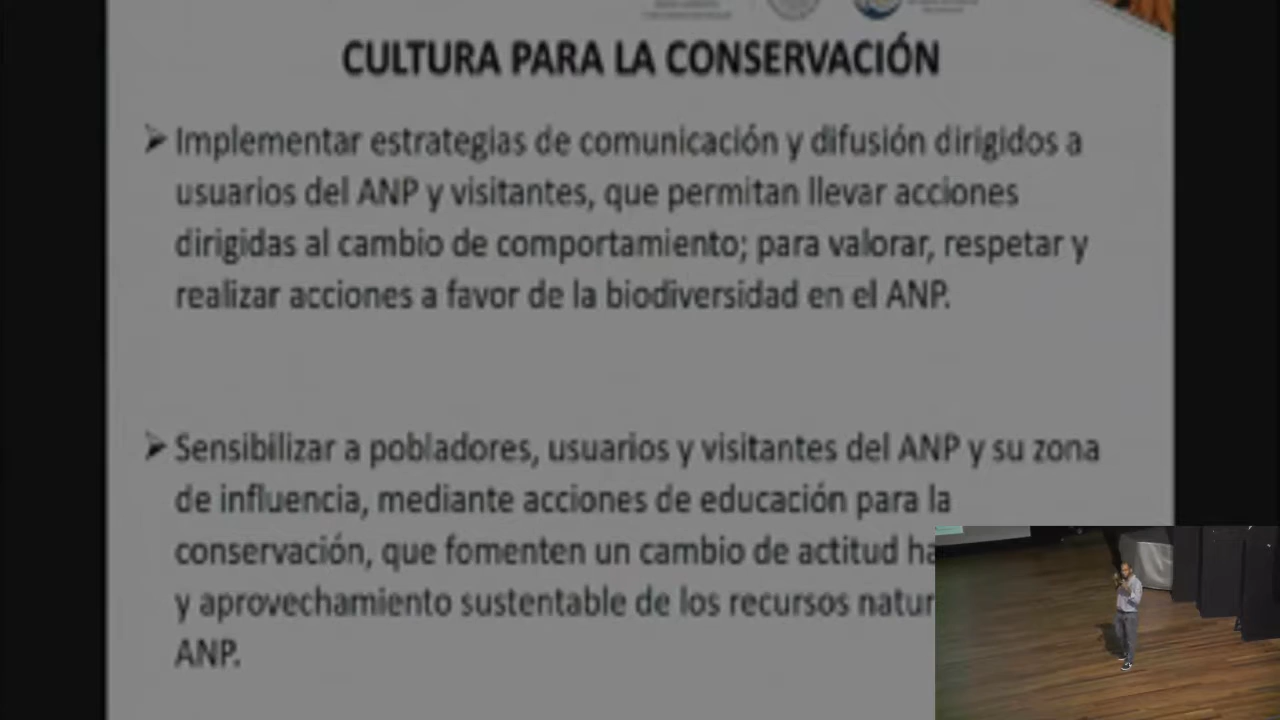 CULTURA PARA LA CONSERVACIÓN
Implementar estrategias de comunicación y difusión dirigidos a
usuarios del ANP y visitantes, que permitan llevar acciones
dirigidas al cambio de comportamiento; para valorar, respetar y
realizar acciones a favor de la biodiversidad en el ANP.
Sensibilizar a pobladores, usuarios y visitantes del ANP y su zona
de influencia, mediante acciones de educación para la
conservación, que fomenten un cambio de actitud
y aprovechamiento sustentable de los recursos
ANP.